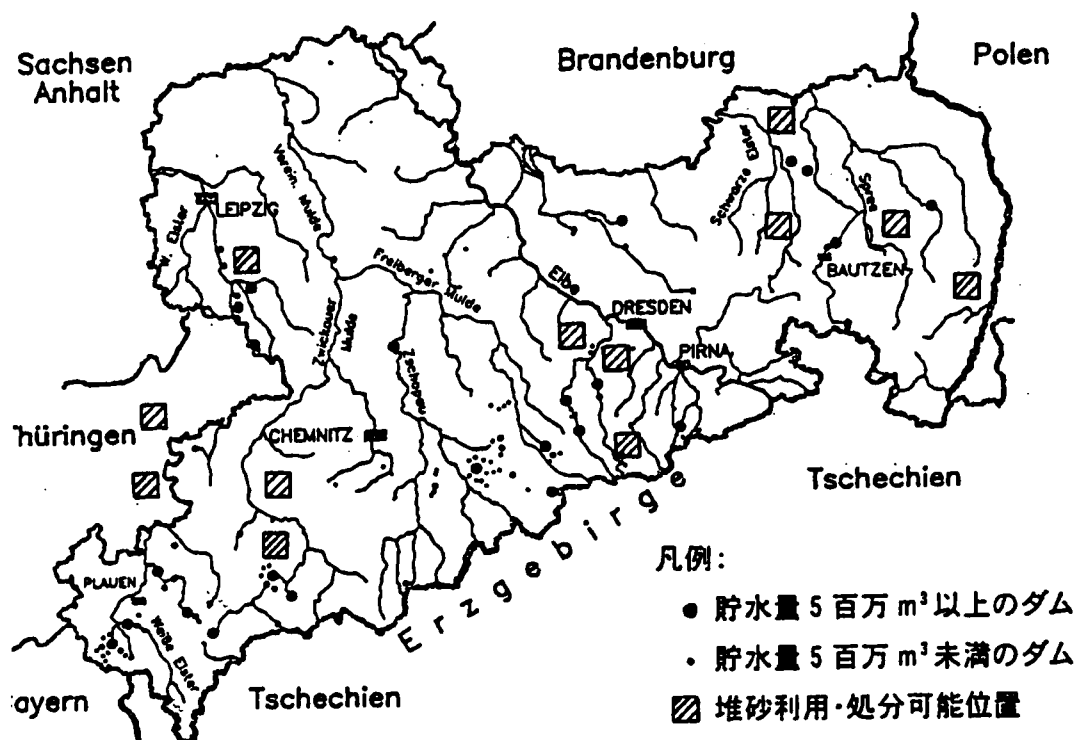 Sachsen
Anhalt
Brandenburg
Polen
Verein. Mulde
LEIPZIG
W. Elster
Schwarze Elster
Spree
BAUTZEN
Freiberger Mulde
Elbe
DRESDEN
PIRNA
Zwickauer
Mulde
Zschopau
hüringen
CHEMNITZ
Tschechien
Erzgebirge
PLAUEN
Weiße Elster
ayern
Tschechien
凡例:
貯水量5百万m³以上のダム
貯水量5百万m³未満のダム
堆砂利用・処分可能位置